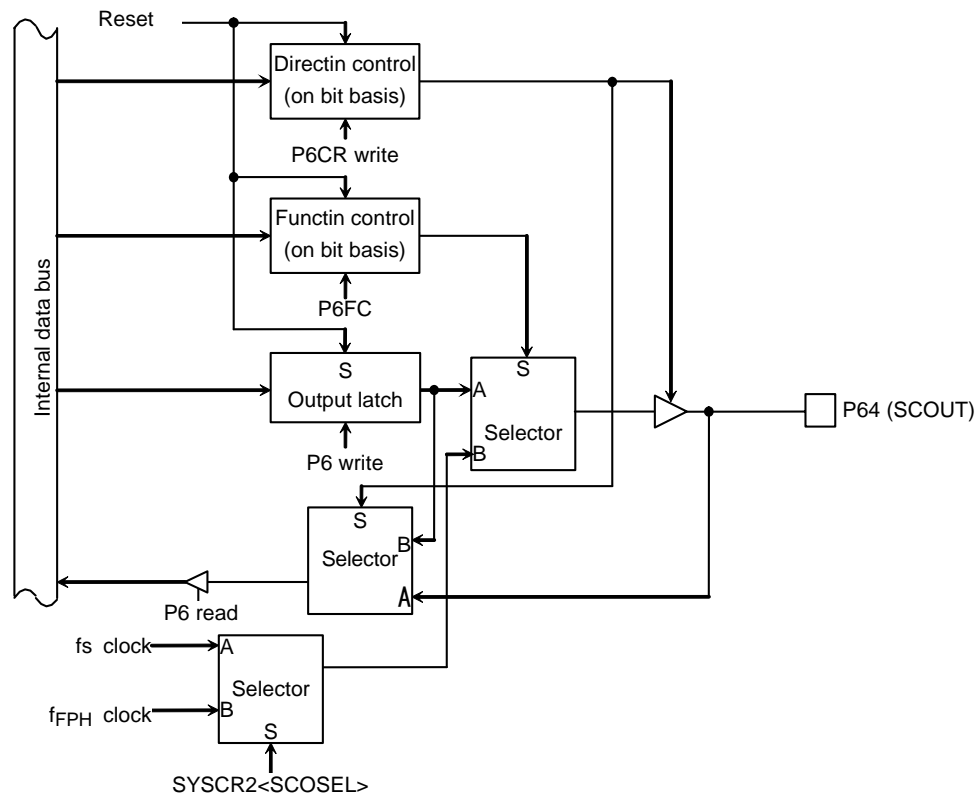 Reset
Directin control
(on bit basis)
P6CR write
Functin control
(on bit basis)
P6FC
Internal data bus
S
Output latch
P6 write
S
A
Selector
B
P64 (SCOUT)
S
B
Selector
A
P6 read
fs clock
A
Selector
fFPH clock
B
S
SYSCR2<SCOSEL>